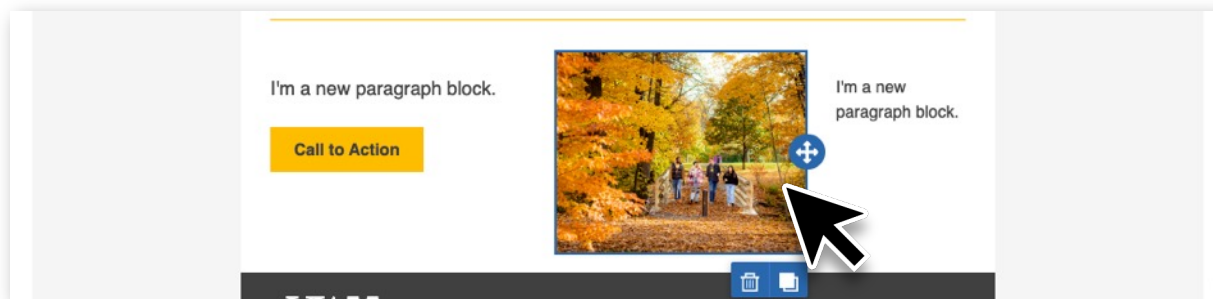 I'm a new paragraph block.
Call to Action
I'm a new
paragraph block.